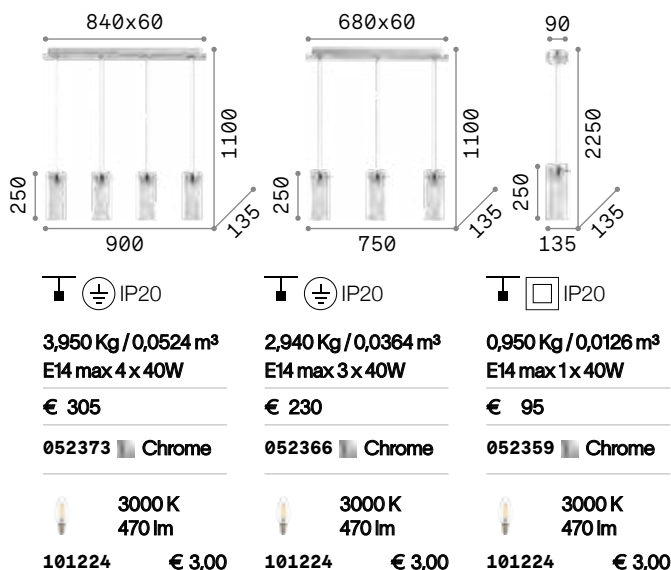 840x60
1100
250
135
900
IP20
3,950 Kg / 0,0524 m³
E14 max 4 x 40W
€ 305
052373 Chrome
3000 K
470 lm
101224 € 3,00
680x60
1100
250
135
750
IP20
2,940 Kg / 0,0364 m³
E14 max 3 x 40W
€ 230
052366 Chrome
3000 K
470 lm
101224 € 3,00
90
2250
250
135
135
IP20
0,950 Kg / 0,0126 m³
E14 max 1 x 40W
€ 95
052359 Chrome
3000 K
470 lm
101224 € 3,00